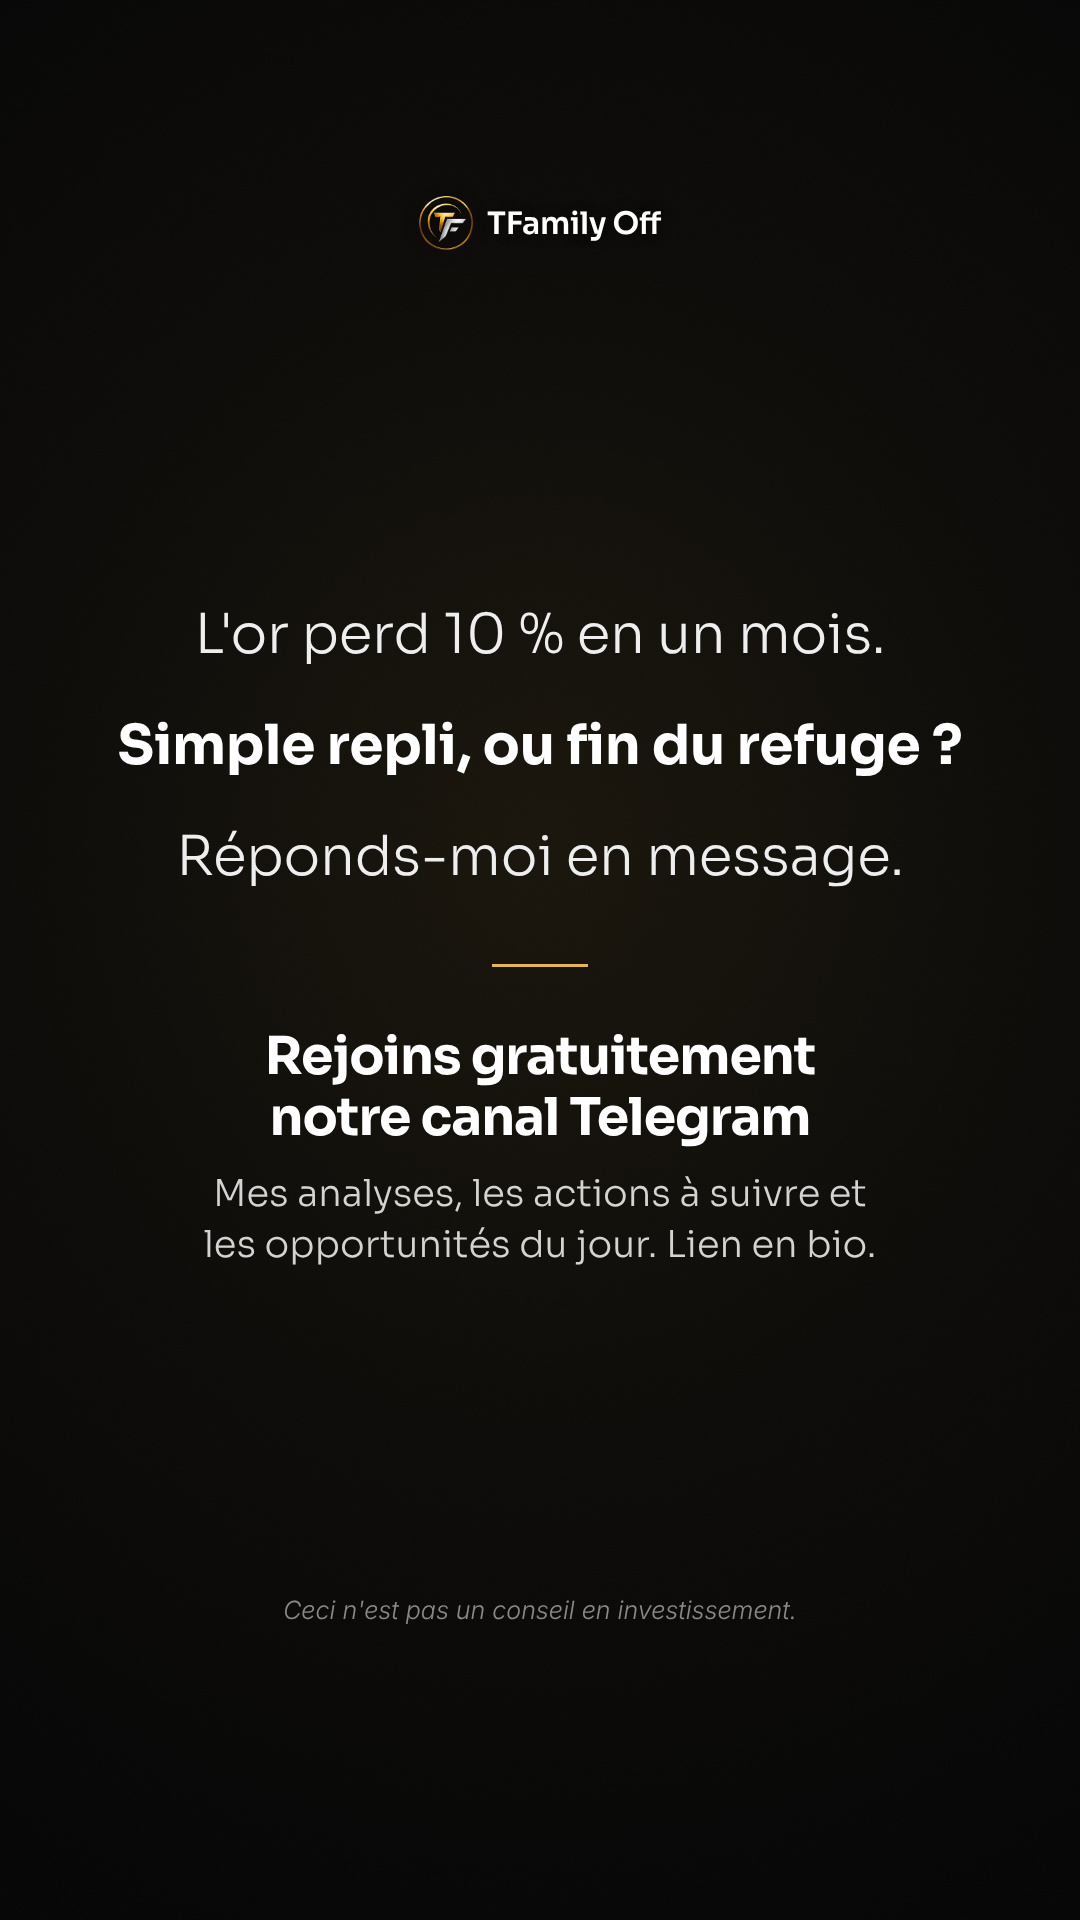 TF TFamily Off
L'or perd 10 % en un mois.
Simple repli, ou fin du refuge ?
Réponds-moi en message.
Rejoins gratuitement
notre canal Telegram
Mes analyses, les actions à suivre et
les opportunités du jour. Lien en bio.
Ceci n'est pas un conseil en investissement.